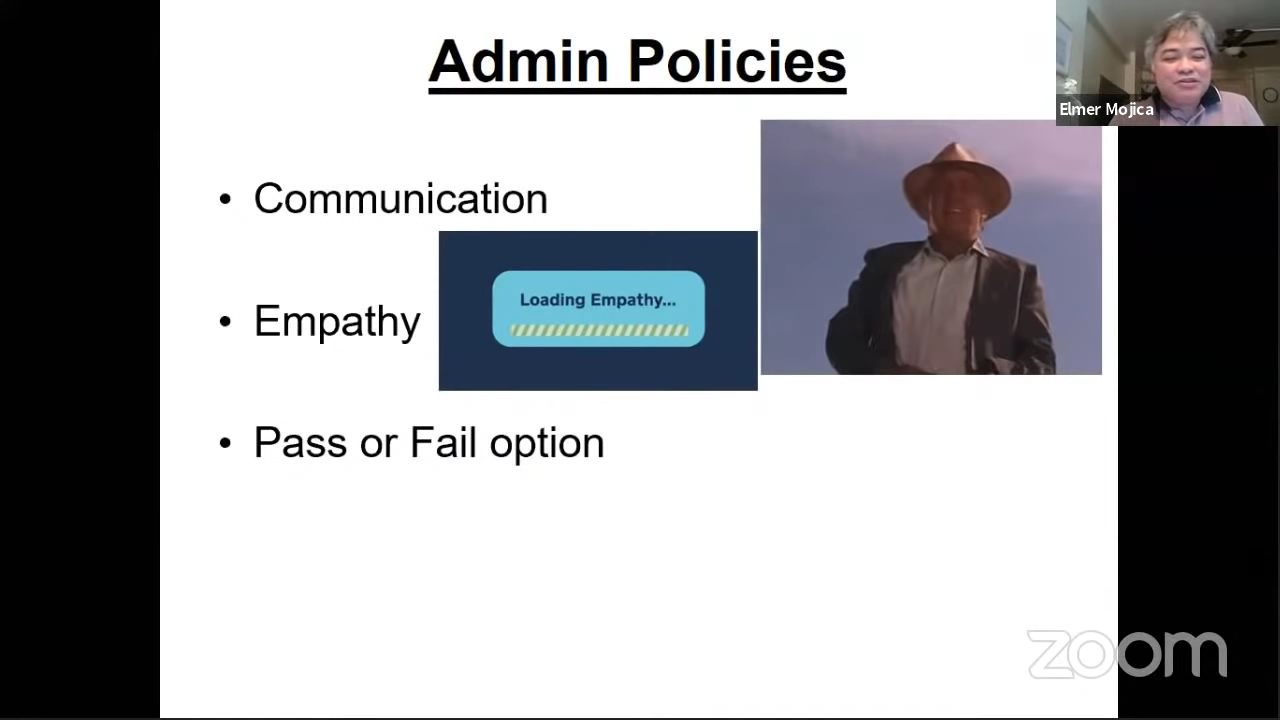 Admin Policies
Elmer Mojica
• Communication
Loading Empathy...
• Empathy
• Pass or Fail option
zoom